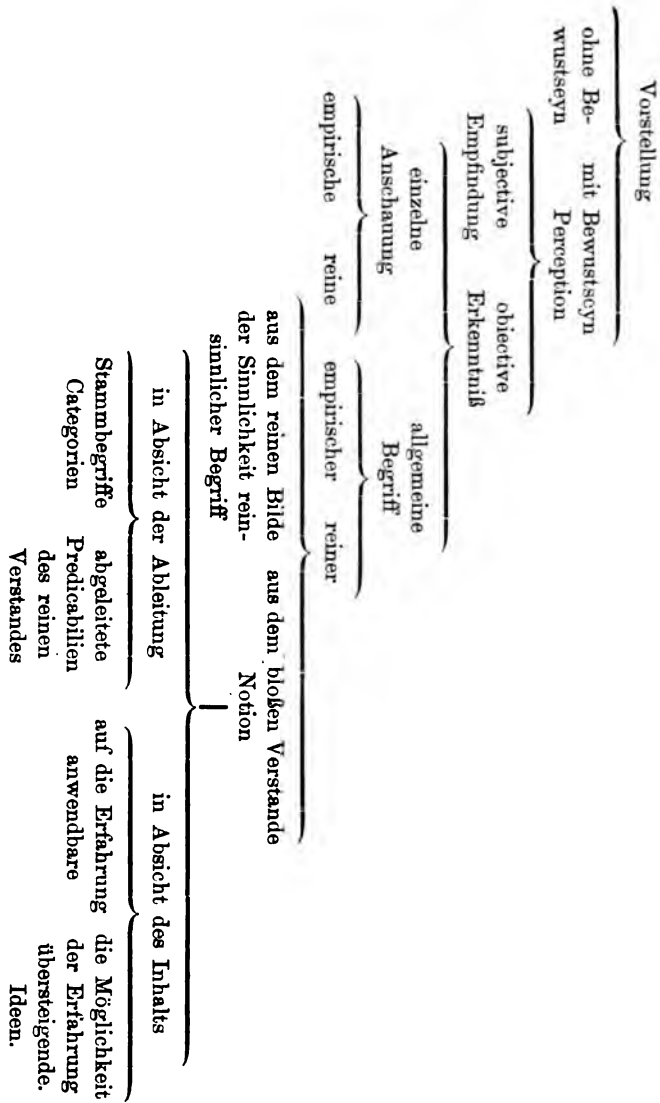 Vorstellung
ohne Be- mit Bewustseyn
wustseyn Perception
subjective obiective
Empfindung Erkenntniß
einzelne allgemeine
Anschauung Begriff
empirische reine empirischer reiner
aus dem reinen Bilde aus dem bloßen Verstande
der Sinnlichkeit rein- Notion
sinnlicher Begriff
in Absicht der Ableitung in Absicht des Inhalts
Stammbegriffe abgeleitete auf die Erfahrung die Möglichkeit
Categorien Predicabilien anwendbare der Erfahrung
des reinen übersteigende.
Verstandes Ideen.